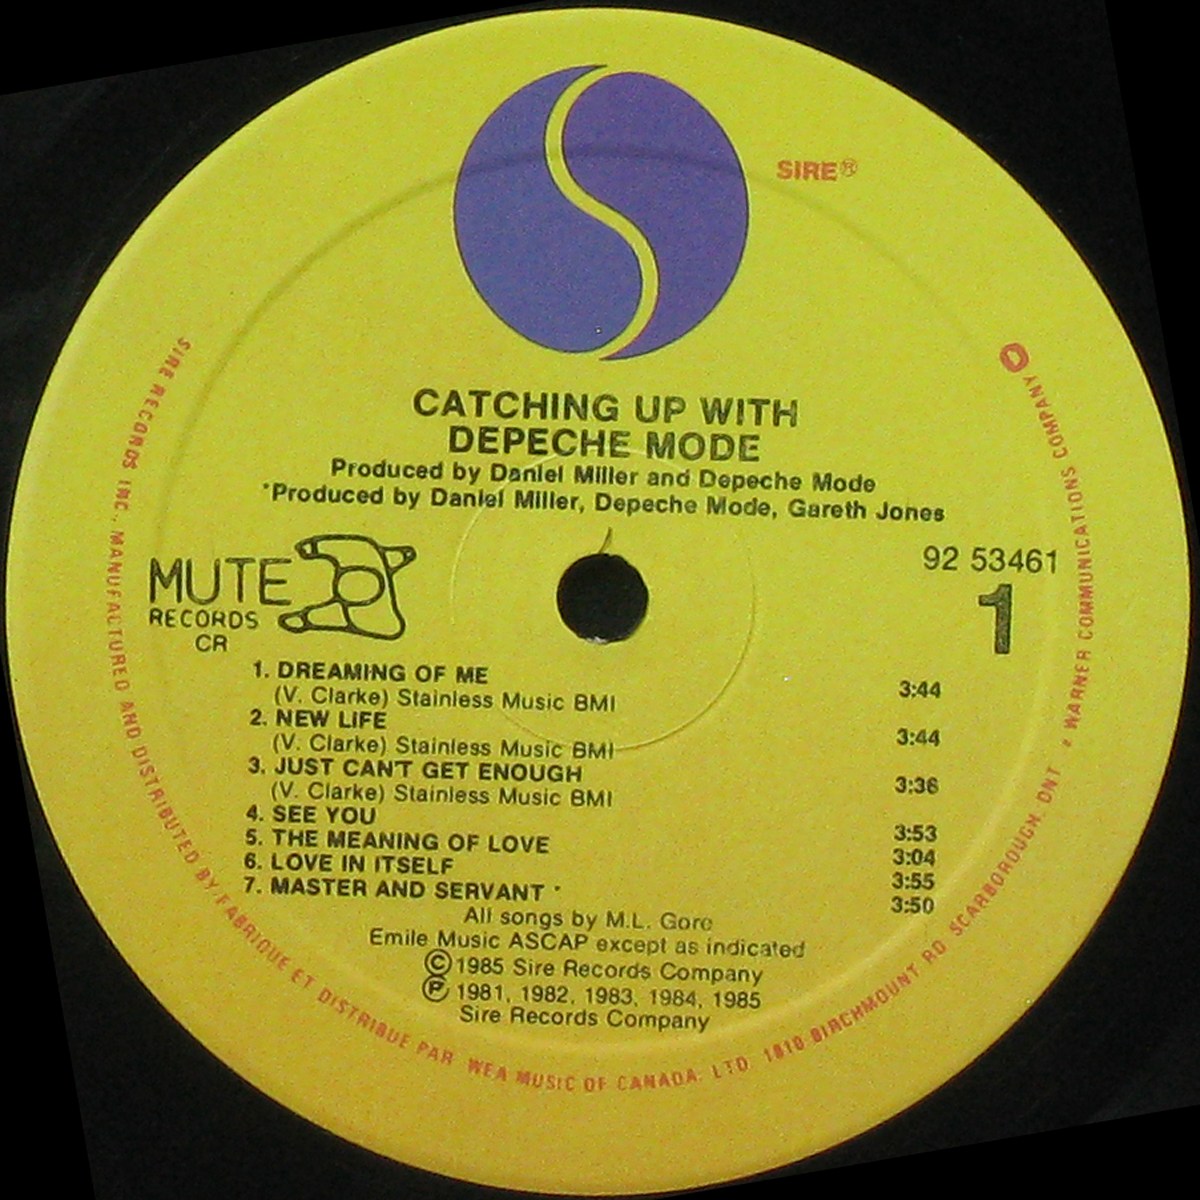 SIRE®
CATCHING UP WITH
DEPECHE MODE
Produced by Daniel Miller and Depeche Mode
*Produced by Daniel Miller, Depeche Mode, Gareth Jones
MUTE
RECORDS
CR
92 53461
1
1. DREAMING OF ME
(V. Clarke) Stainless Music BMI 3:44
2. NEW LIFE
(V. Clarke) Stainless Music BMI 3:44
3. JUST CAN'T GET ENOUGH
(V. Clarke) Stainless Music BMI 3:36
4. SEE YOU 3:53
5. THE MEANING OF LOVE 3:04
6. LOVE IN ITSELF 3:55
7. MASTER AND SERVANT * 3:50
All songs by M.L. Gore
Emile Music ASCAP except as indicated
©1985 Sire Records Company
℗ 1981, 1982, 1983, 1984, 1985
Sire Records Company
SIRE RECORDS INC., MANUFACTURED AND DISTRIBUTED BY/FABRIQUE ET DISTRIBUE PAR WEA MUSIC OF CANADA, LTD. 1810 BIRCHMOUNT RD SCARBOROUGH, ONT • WARNER COMMUNICATIONS COMPANY